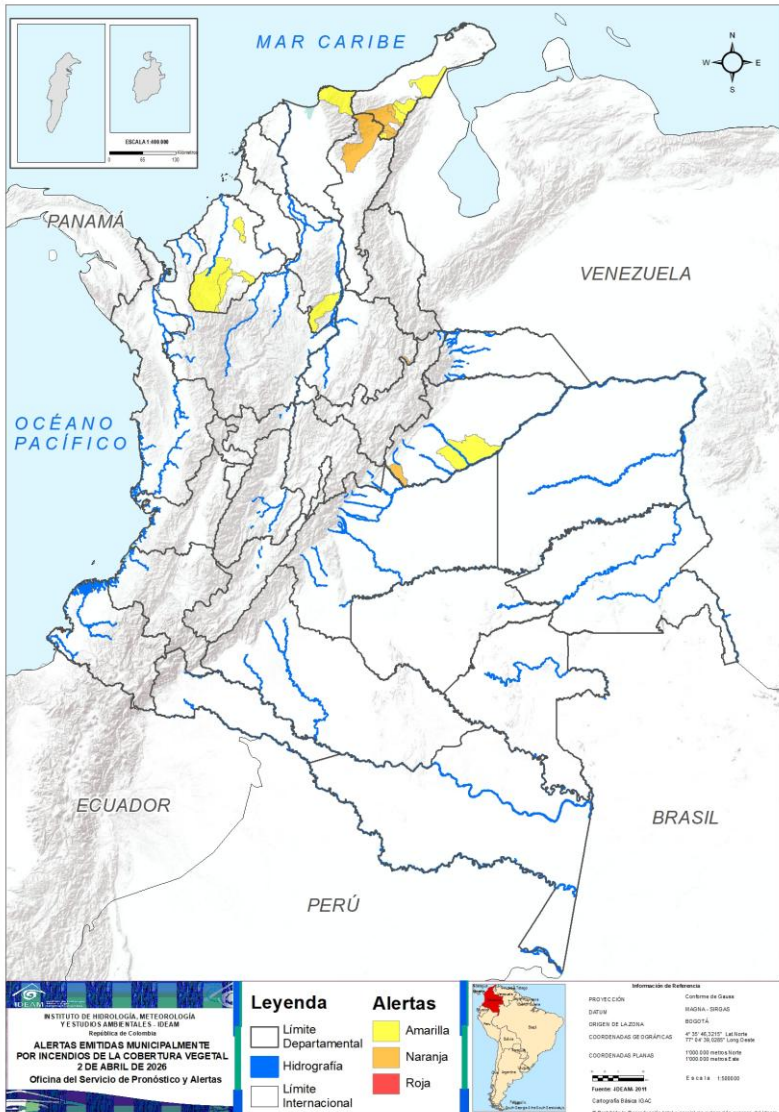 MAR CARIBE
N
W
E
S
ESCALA 1:400.000
PANAMÁ
VENEZUELA
OCÉANO
PACÍFICO
ECUADOR
BRASIL
PERÚ
IDEAM
INSTITUTO DE HIDROLOGÍA, METEOROLOGÍA
Y ESTUDIOS AMBIENTALES - IDEAM
República de Colombia
ALERTAS EMITIDAS MUNICIPALMENTE
POR INCENDIOS DE LA COBERTURA VEGETAL
2 DE ABRIL DE 2026
Oficina del Servicio de Pronóstico y Alertas
Leyenda
Límite
Departamental
Hidrografía
Límite
Internacional
Alertas
Amarilla
Naranja
Roja
Información de Referencia
PROYECCIÓN Conforme de Gauss
DATUM MAGNA - SIRGAS
ORIGEN DE LA ZONA BOGOTÁ
COORDENADAS GEOGRÁFICAS
COORDENADAS PLANAS
Escala
Cartografía Básica IGAC